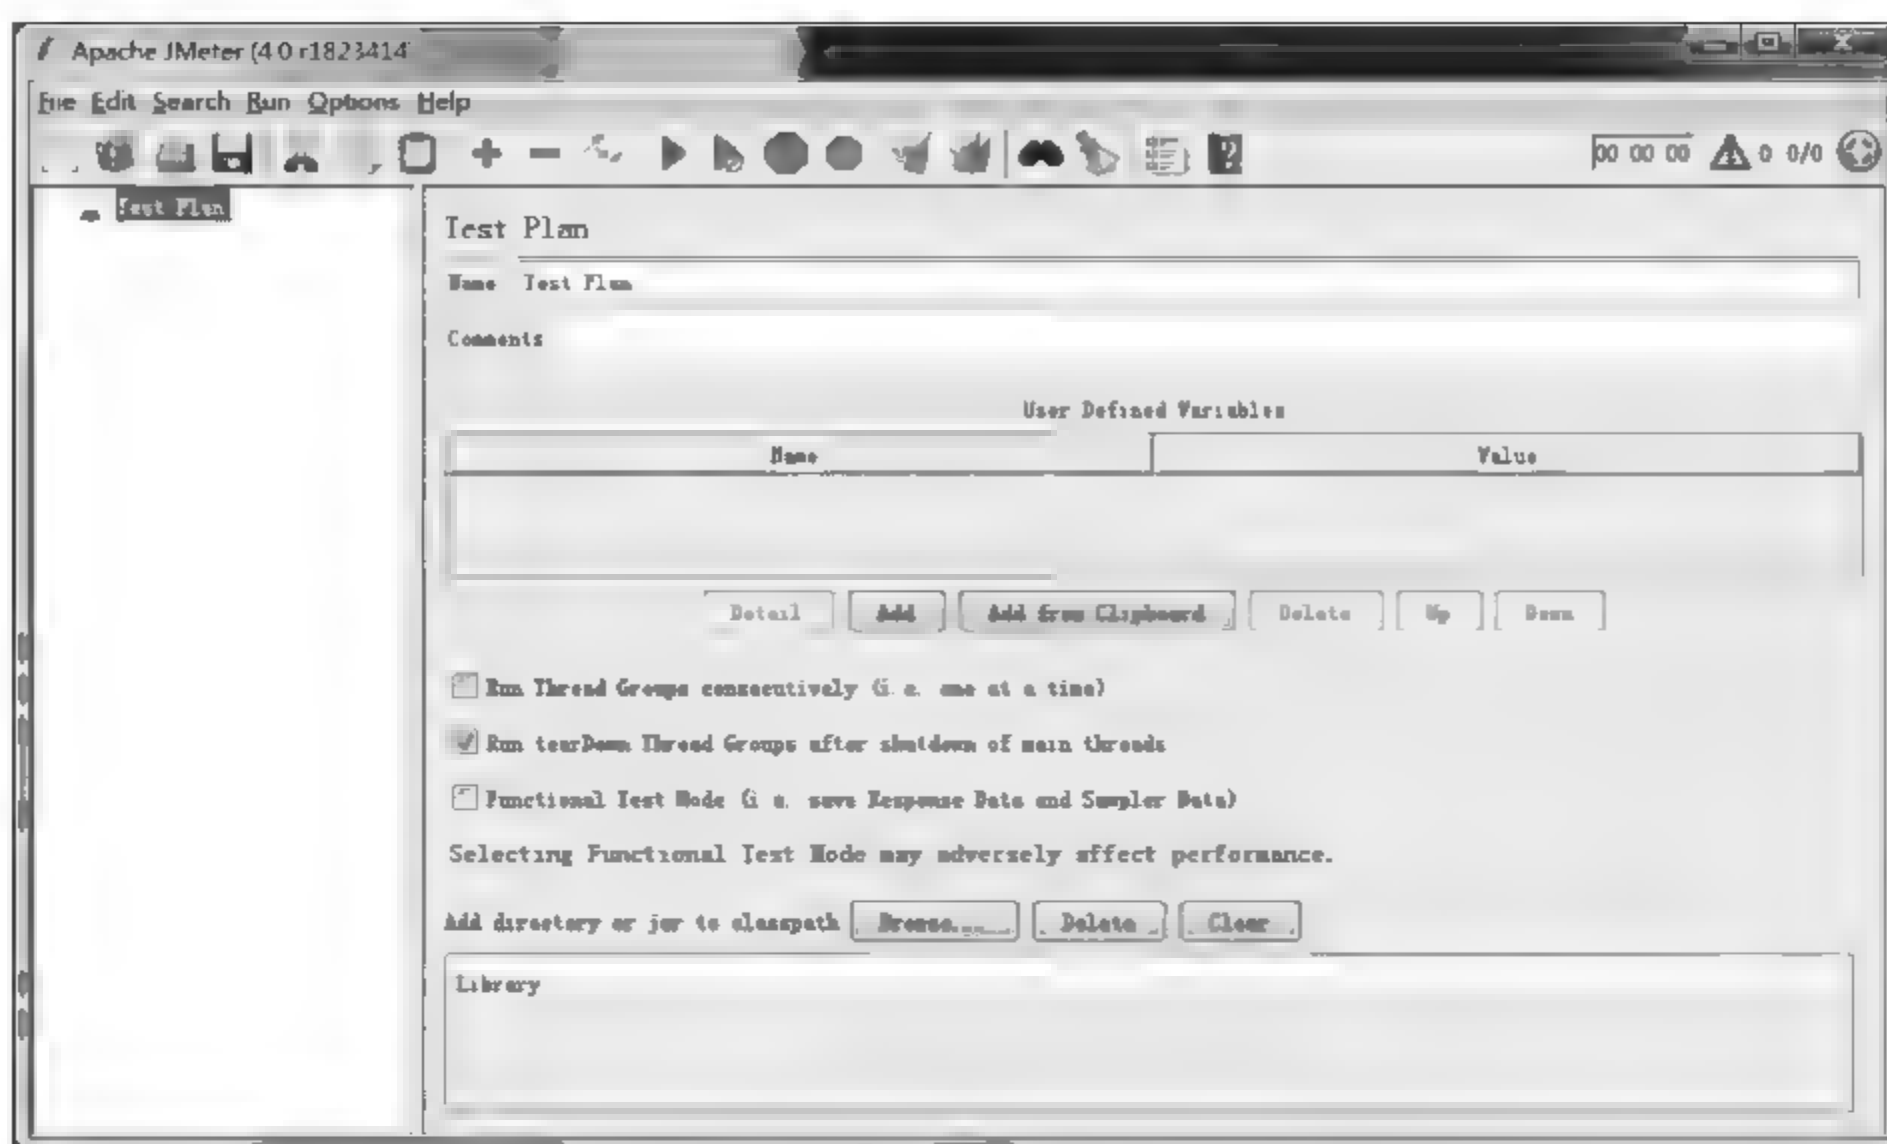 Apache JMeter (4.0 r1823414
File Edit Search Run Options Help
00 00 00 0 0/0
Test Plan
Test Plan
Name Test Plan
Comments
User Defined Variables
Name Value
Detail Add Add from Clipboard Delete Up Down
Run Thread Groups consecutively (i.e. one at a time)
Run tearDown Thread Groups after shutdown of main threads
Functional Test Mode (i.e. save Response Data and Sampler Data)
Selecting Functional Test Mode may adversely affect performance.
Add directory or jar to classpath Browse... Delete Clear
Library